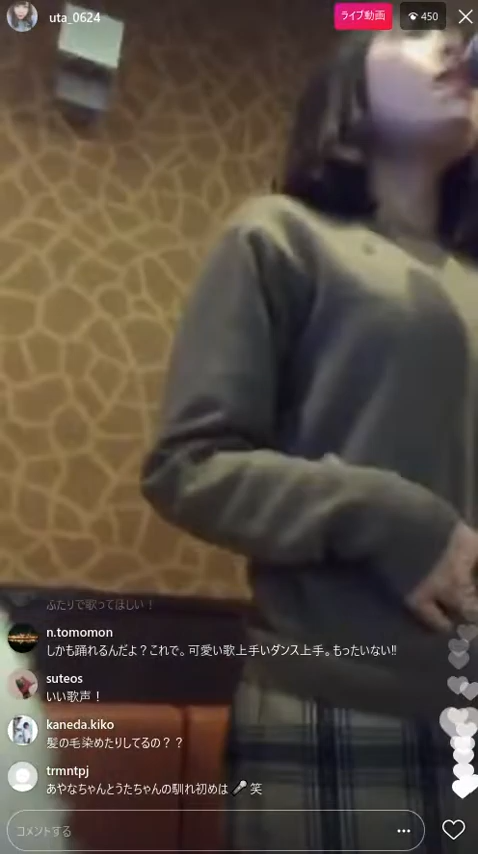 uta_0624
ライブ動画
450
ふたりで歌ってほしい！
n.tomomon
しかも踊れるんだよ？これで。可愛い歌上手いダンス上手。もったいない!!
suteos
いい歌声！
kaneda.kiko
髪の毛染めたりしてるの？？
trmntpj
あやなちゃんとうたちゃんの馴れ初めは🎤笑
コメントする